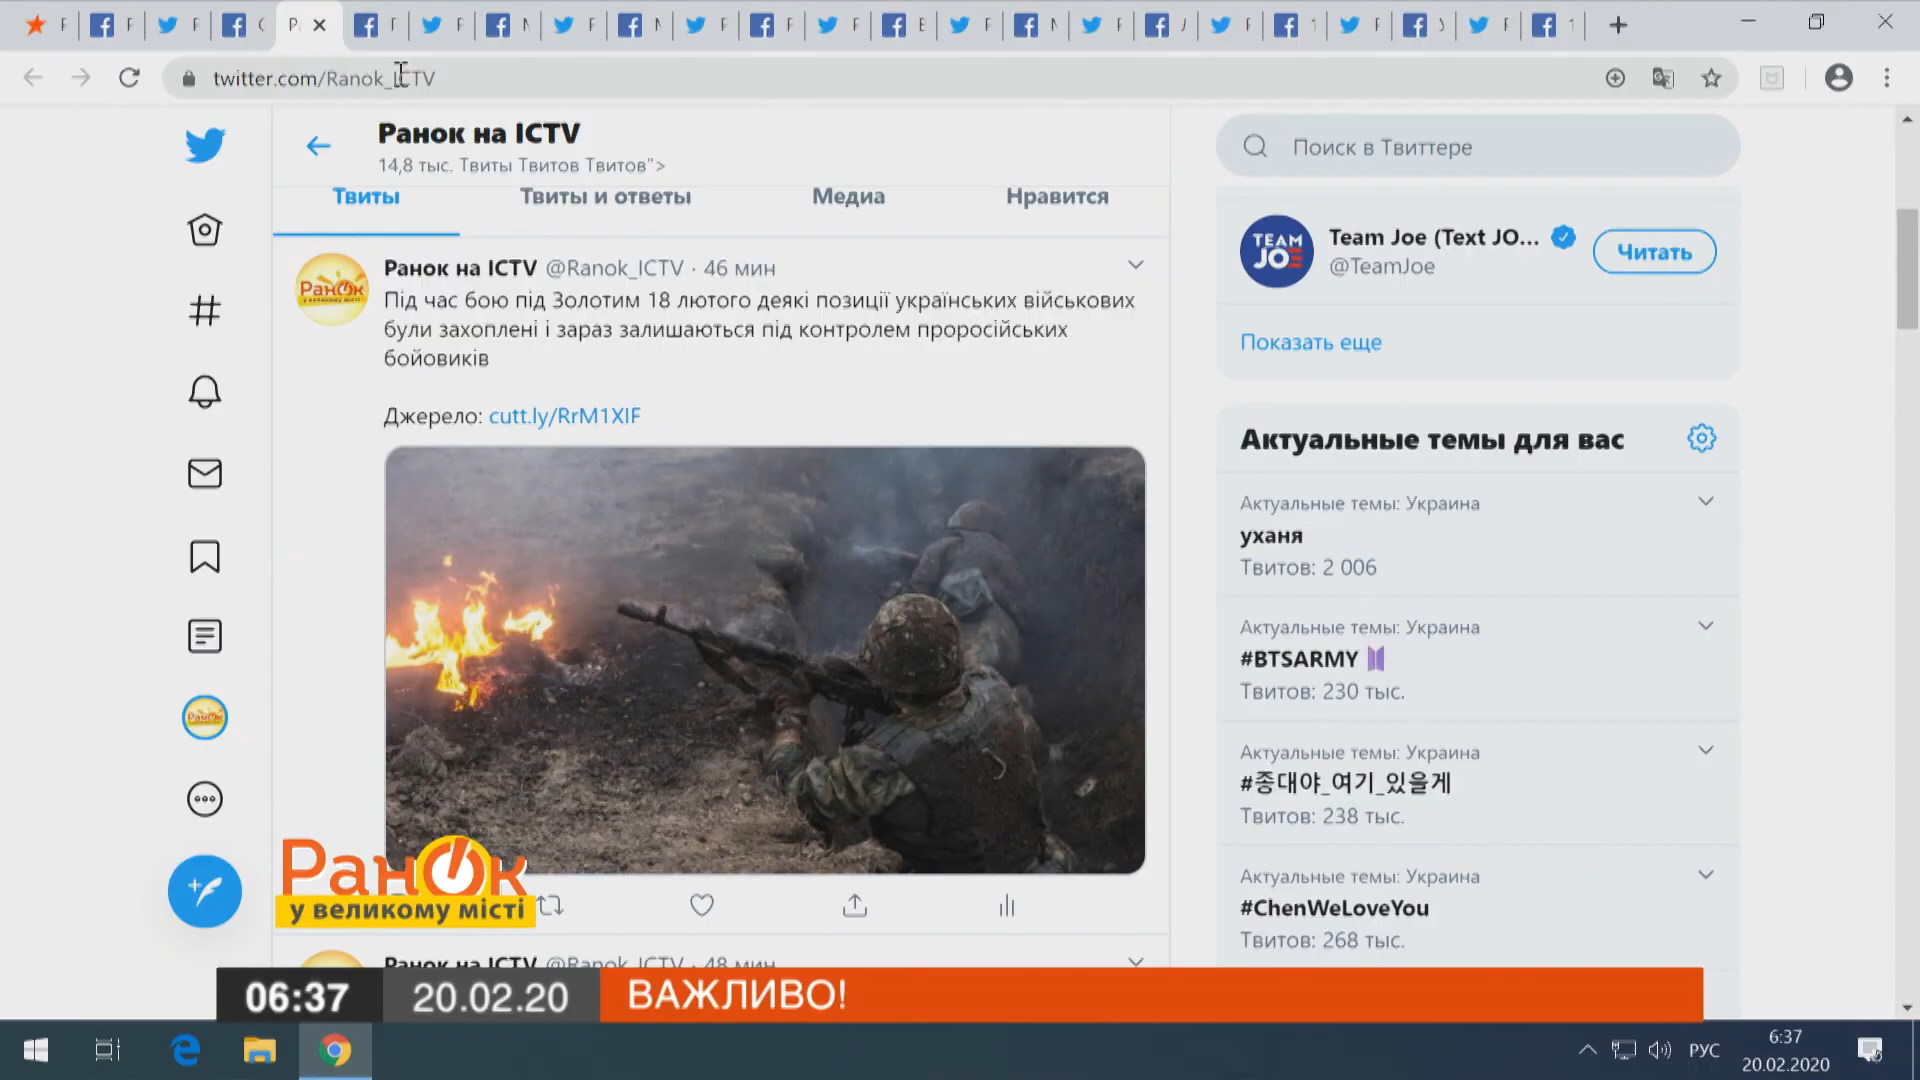 twitter.com/Ranok_ICTV
Ранок на ICTV
14,8 тыс. Твиты Твитов Твитов">
Твиты
Твиты и ответы
Медиа
Нравится
Ранок на ICTV @Ranok_ICTV · 46 мин
Під час бою під Золотим 18 лютого деякі позиції українських військових
були захоплені і зараз залишаються під контролем проросійських
бойовиків
Джерело: cutt.ly/RrM1XIF
Ранок на ICTV @Ranok_ICTV · 48 мин
Поиск в Твиттере
TEAM
JOE
Team Joe (Text JO...
@TeamJoe
Читать
Показать еще
Актуальные темы для вас
Актуальные темы: Украина
уханя
Твитов: 2 006
Актуальные темы: Украина
#BTSARMY
Твитов: 230 тыс.
Актуальные темы: Украина
#종대야_여기_있을게
Твитов: 238 тыс.
Актуальные темы: Украина
#ChenWeLoveYou
Твитов: 268 тыс.
Ранок
у великому місті
06:37
20.02.20
ВАЖЛИВО!
РУС
6:37
20.02.2020